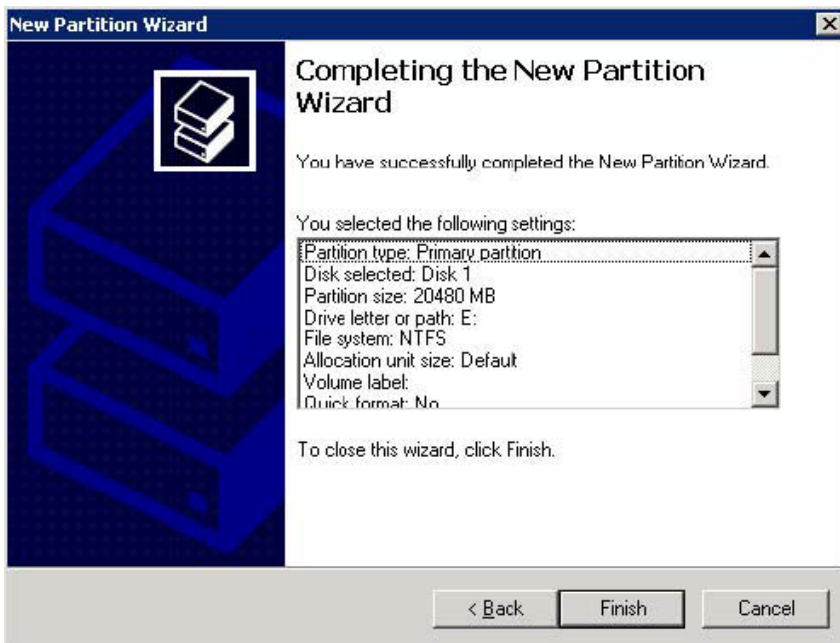 New Partition Wizard
Completing the New Partition
Wizard
You have successfully completed the New Partition Wizard.
You selected the following settings:
Partition type: Primary partition
Disk selected: Disk 1
Partition size: 20480 MB
Drive letter or path: E:
File system: NTFS
Allocation unit size: Default
Volume label:
Quick format: No
To close this wizard, click Finish.
< Back
Finish
Cancel